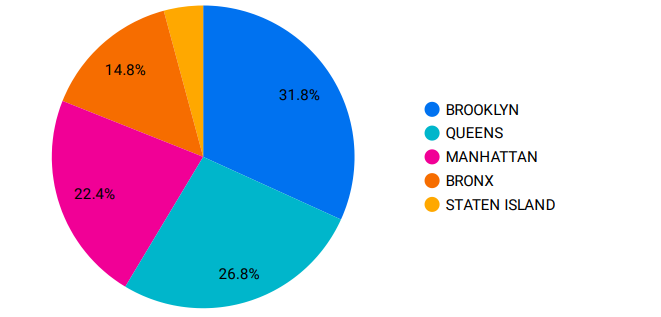 14.8%
31.8%
22.4%
26.8%
BROOKLYN
QUEENS
MANHATTAN
BRONX
STATEN ISLAND